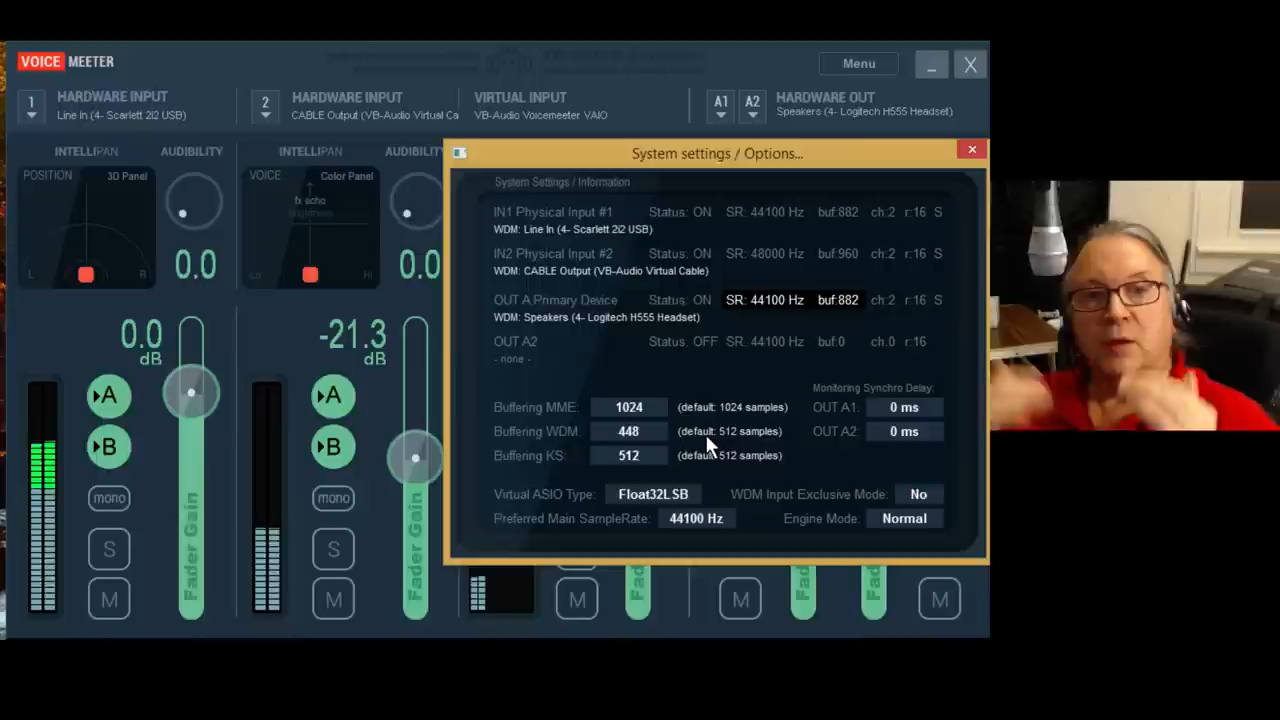 VOICE MEETER
Menu
_
X
1
HARDWARE INPUT
Line In (4- Scarlett 2i2 USB)
2
HARDWARE INPUT
CABLE Output (VB-Audio Virtual Ca
VIRTUAL INPUT
VB-Audio Voicemeeter VAIO
A1
A2
HARDWARE OUT
Speakers (4- Logitech H555 Headset)
INTELLIPAN
AUDIBILITY
POSITION
3D Panel
L
R
0.0
INTELLIPAN
AUDIBILITY
VOICE
Color Panel
fx echo
brightness
Lo
Hi
0.0
0.0
dB
A
B
mono
S
M
Fader Gain
-21.3
dB
A
B
mono
S
M
Fader Gain
M
M
M
System settings / Options...
System Settings / Information
IN1 Physical Input #1 Status: ON SR: 44100 Hz buf:882 ch:2 r:16 S
WDM: Line In (4- Scarlett 2i2 USB)
IN2 Physical Input #2 Status: ON SR: 48000 Hz buf:960 ch:2 r:16 S
WDM: CABLE Output (VB-Audio Virtual Cable)
OUT A Primary Device Status: ON SR: 44100 Hz buf:882 ch:2 r:16 S
WDM: Speakers (4- Logitech H555 Headset)
OUT A2 Status: OFF SR: 44100 Hz buf:0 ch:0 r:16
- none -
Monitoring Synchro Delay:
Buffering MME: 1024 (default: 1024 samples) OUT A1: 0 ms
Buffering WDM: 448 (default: 512 samples) OUT A2: 0 ms
Buffering KS: 512 (default: 512 samples)
Virtual ASIO Type: Float32LSB WDM Input Exclusive Mode: No
Preferred Main SampleRate: 44100 Hz Engine Mode: Normal